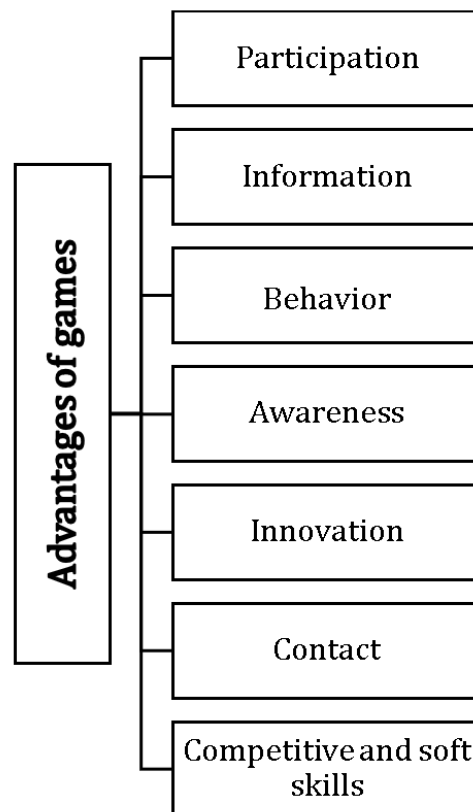 Advantages of games
Participation
Information
Behavior
Awareness
Innovation
Contact
Competitive and soft
skills